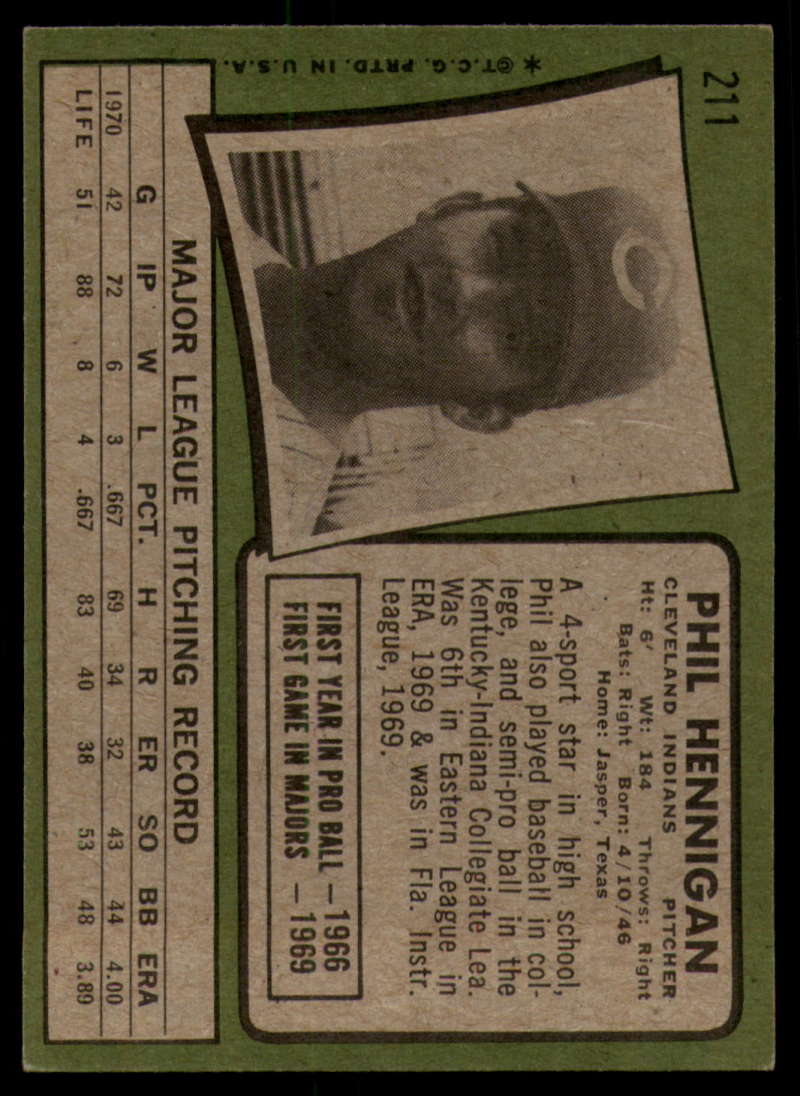 211
✶©T.C.G. PRTD. IN U.S.A.
C
PHIL HENNIGAN
CLEVELAND INDIANS PITCHER
Ht: 6' Wt: 184 Throws: Right
Bats: Right Born: 4/10/46
Home: Jasper, Texas
A 4-sport star in high school,
Phil also played baseball in col-
lege, and semi-pro ball in the
Kentucky-Indiana Collegiate Lea.
Was 6th in Eastern League in
ERA, 1969 & was in Fla. Instr.
League, 1969.
FIRST YEAR IN PRO BALL — 1966
FIRST GAME IN MAJORS — 1969
MAJOR LEAGUE PITCHING RECORD
G IP W L PCT. H R ER SO BB ERA
1970 42 72 6 3 .667 69 34 32 43 44 4.00
LIFE 51 88 8 4 .667 83 40 38 53 48 3.89